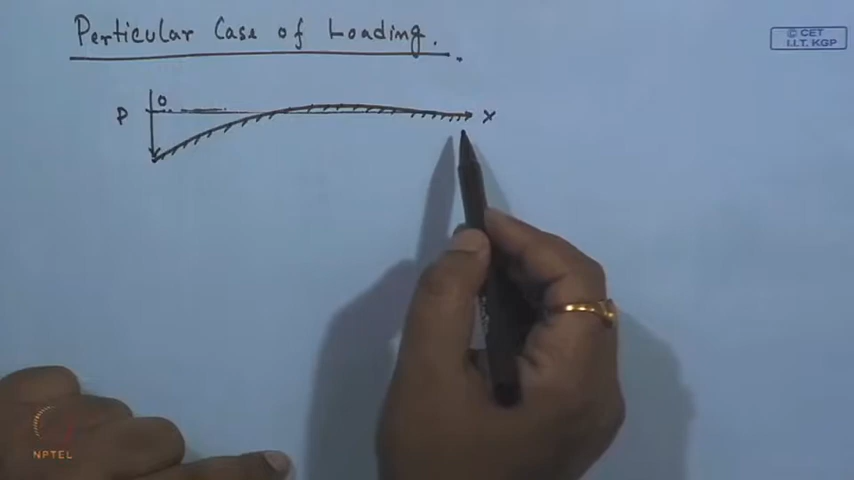 Perticular Case of Loading.
© CET
I.I.T. KGP
P O X
NPTEL